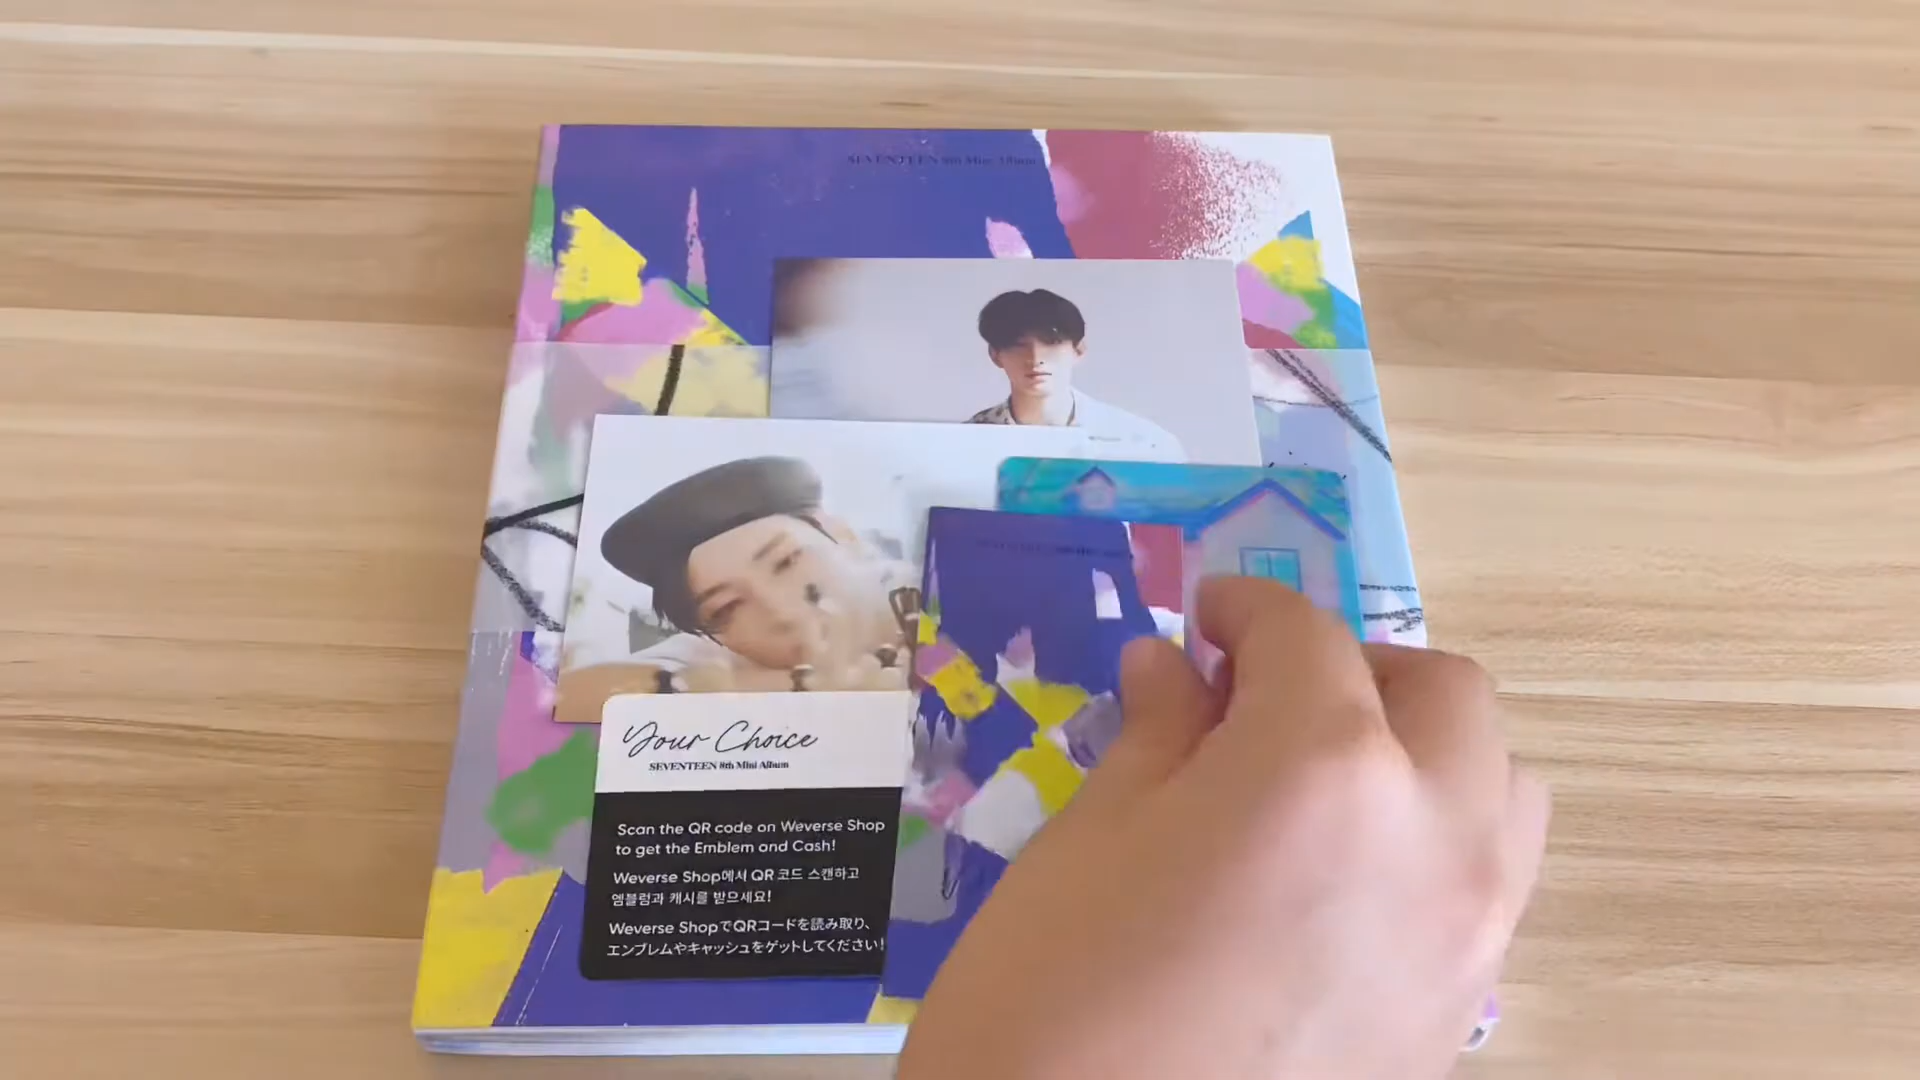 SEVENTEEN 8th Mini Album
Your Choice
SEVENTEEN 8th Mini Album
Scan the QR code on Weverse Shop
to get the Emblem and Cash!
Weverse Shop에서 QR 코드 스캔하고
엠블럼과 캐시를 받으세요!
Weverse ShopでQRコードを読み取り、
エンブレムやキャッシュをゲットしてください!